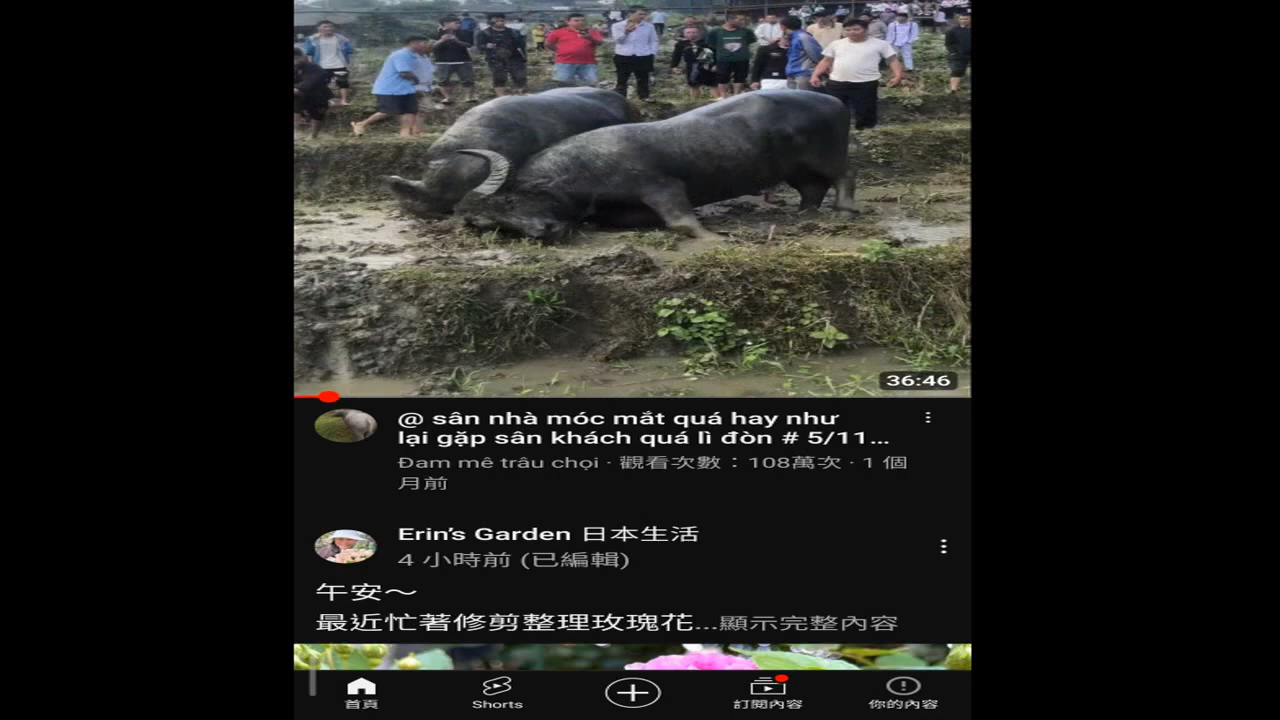 36:46
@ sân nhà móc mắt quá hay như
lại gặp sân khách quá lì đòn # 5/11...
Đam mê trâu chọi · 觀看次數：108萬次 · 1 個
月前
Erin's Garden 日本生活
4 小時前 (已編輯)
午安～
最近忙著修剪整理玫瑰花...顯示完整內容
首頁
Shorts
訂閱內容
你的內容